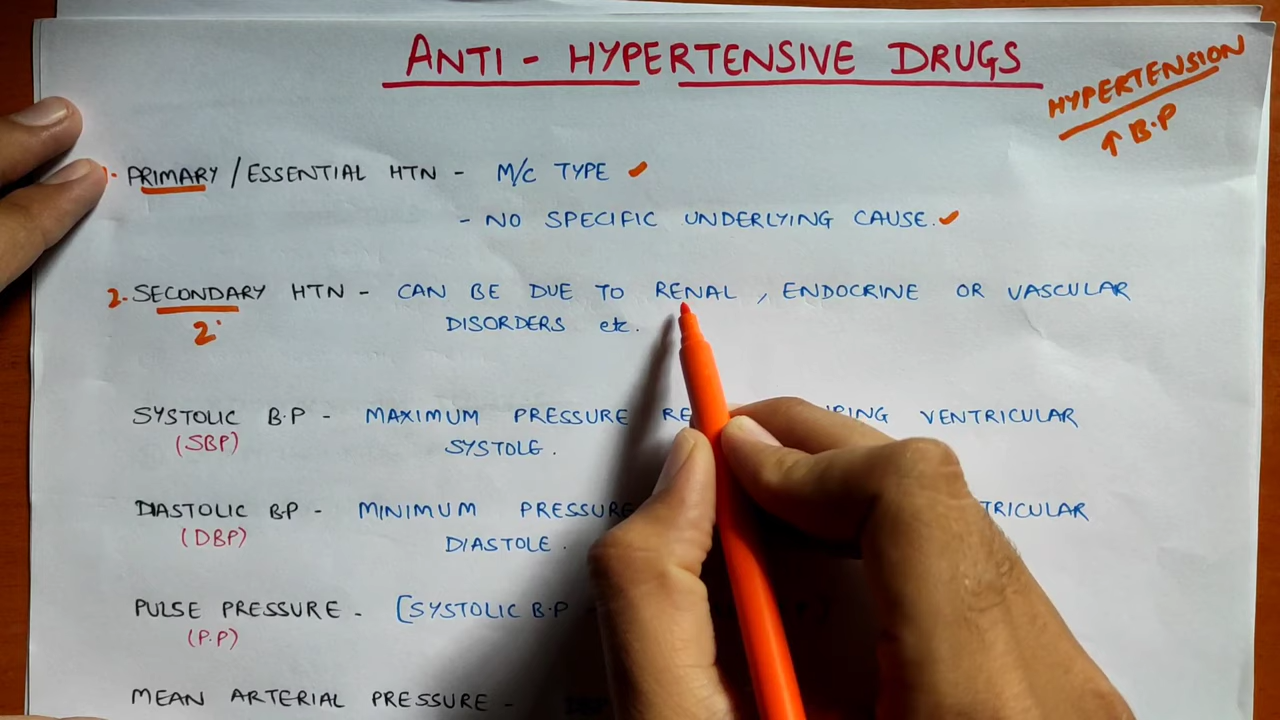 ANTI - HYPERTENSIVE DRUGS
HYPERTENSION
↑ B.P
1. PRIMARY / ESSENTIAL HTN - M/C TYPE
- NO SPECIFIC UNDERLYING CAUSE.
2. SECONDARY HTN - CAN BE DUE TO RENAL, ENDOCRINE OR VASCULAR
2°
DISORDERS etc.
SYSTOLIC B.P - MAXIMUM PRESSURE VENTRICULAR
(SBP) SYSTOLE.
DIASTOLIC B.P - MINIMUM PRESSURE
(DBP) DIASTOLE.
PULSE PRESSURE - [SYSTOLIC B.P
(P.P)
MEAN ARTERIAL PRESSURE -